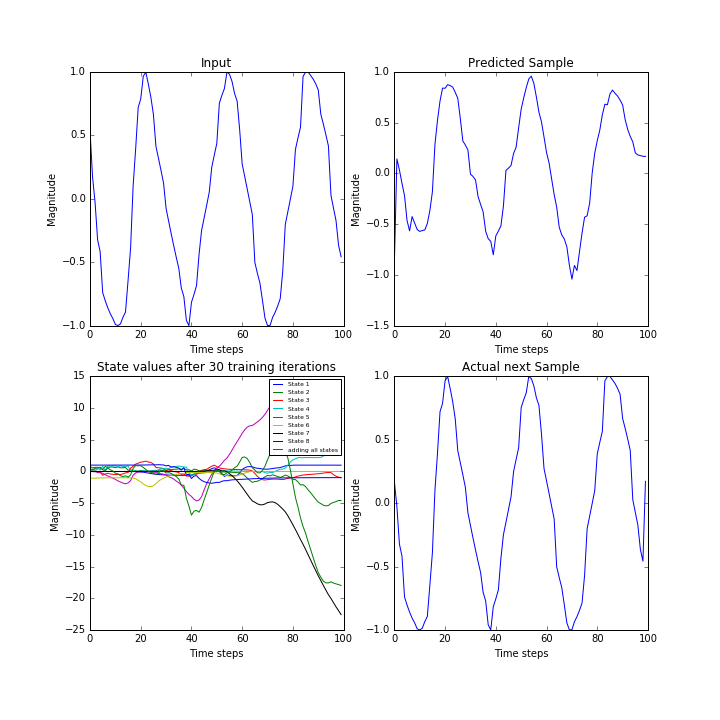 Input
1.0
0.5
0.0
−0.5
−1.0
Magnitude
0 20 40 60 80 100
Time steps
Predicted Sample
1.0
0.5
0.0
−0.5
−1.0
−1.5
Magnitude
0 20 40 60 80 100
Time steps
State values after 30 training iterations
15
10
5
0
−5
−10
−15
−20
−25
Magnitude
0 20 40 60 80 100
Time steps
State 1
State 2
State 3
State 4
State 5
State 6
State 7
State 8
adding all states
Actual next Sample
1.0
0.5
0.0
−0.5
−1.0
Magnitude
0 20 40 60 80 100
Time steps